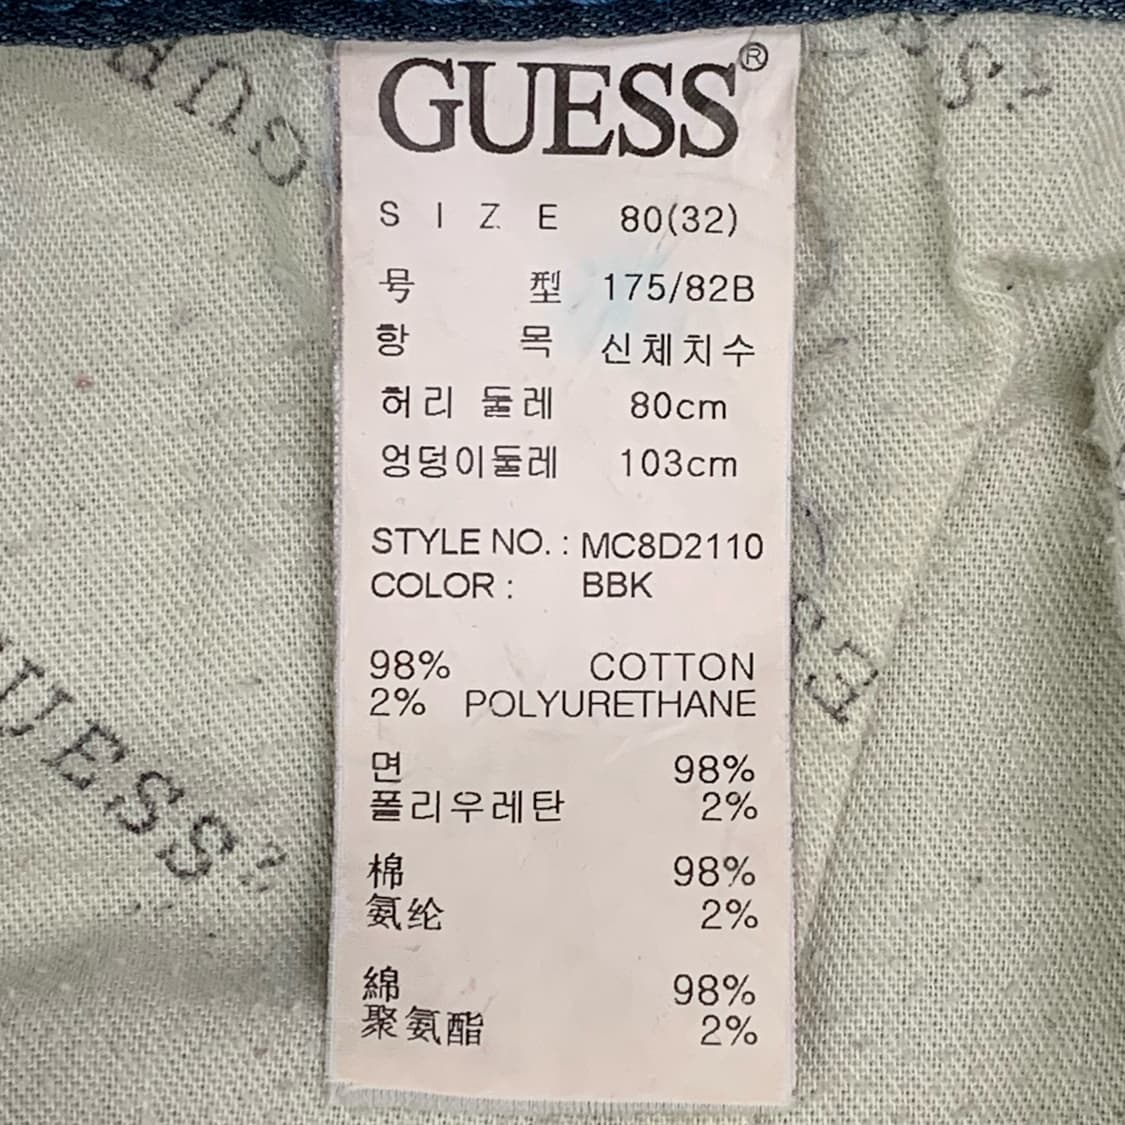 GUESS®
SIZE 80(32)
号型 175/82B
항목 신체치수
허리 둘레 80cm
엉덩이둘레 103cm
STYLE NO. : MC8D2110
COLOR : BBK
98% COTTON
2% POLYURETHANE
면 98%
폴리우레탄 2%
棉 98%
氨纶 2%
綿 98%
聚氨酯 2%
GUESS?